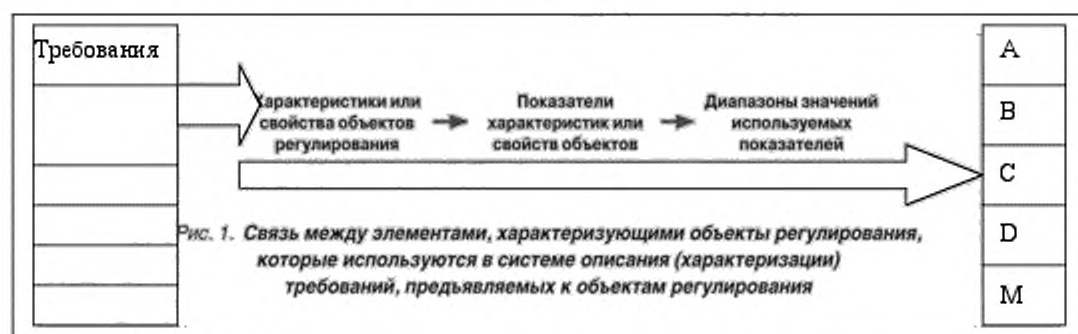 Требования
Характеристики или
свойства объектов
регулирования
Показатели
характеристик или
свойств объектов
Диапазоны значений
используемых
показателей
A
B
C
D
M
Рис. 1. Связь между элементами, характеризующими объекты регулирования,
которые используются в системе описания (характеризации)
требований, предъявляемых к объектам регулирования